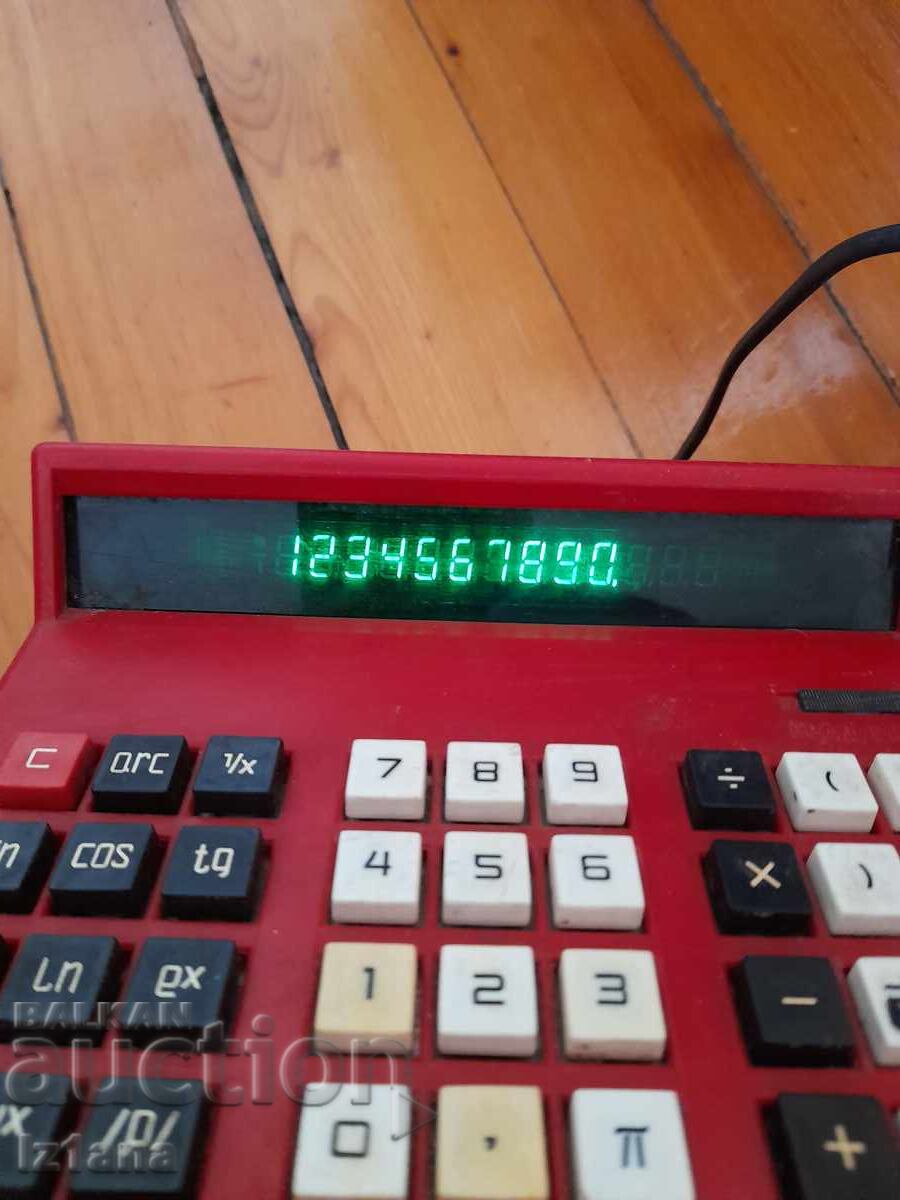 1234567890.
C arc 1/x 7 8 9 ÷ (
cos tg 4 5 6 × )
ln ex 1 2 3 −
/p/ 0 , π +
BALKAN
auction
Iz1ana